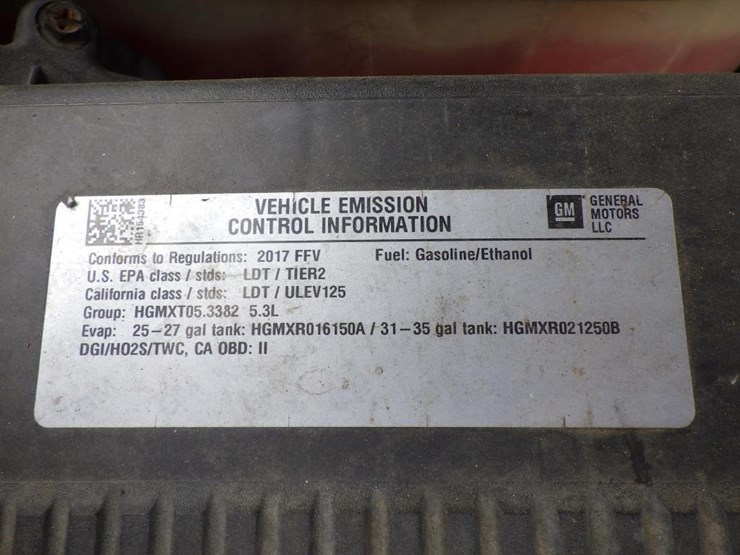 VEHICLE EMISSION
CONTROL INFORMATION
GM
GENERAL
MOTORS
LLC
Conforms to Regulations: 2017 FFV Fuel: Gasoline/Ethanol
U.S. EPA class / stds: LDT / TIER2
California class / stds: LDT / ULEV125
Group: HGMXT05.3382 5.3L
Evap: 25-27 gal tank: HGMXR016150A / 31-35 gal tank: HGMXR021250B
DGI/HO2S/TWC, CA OBD: II